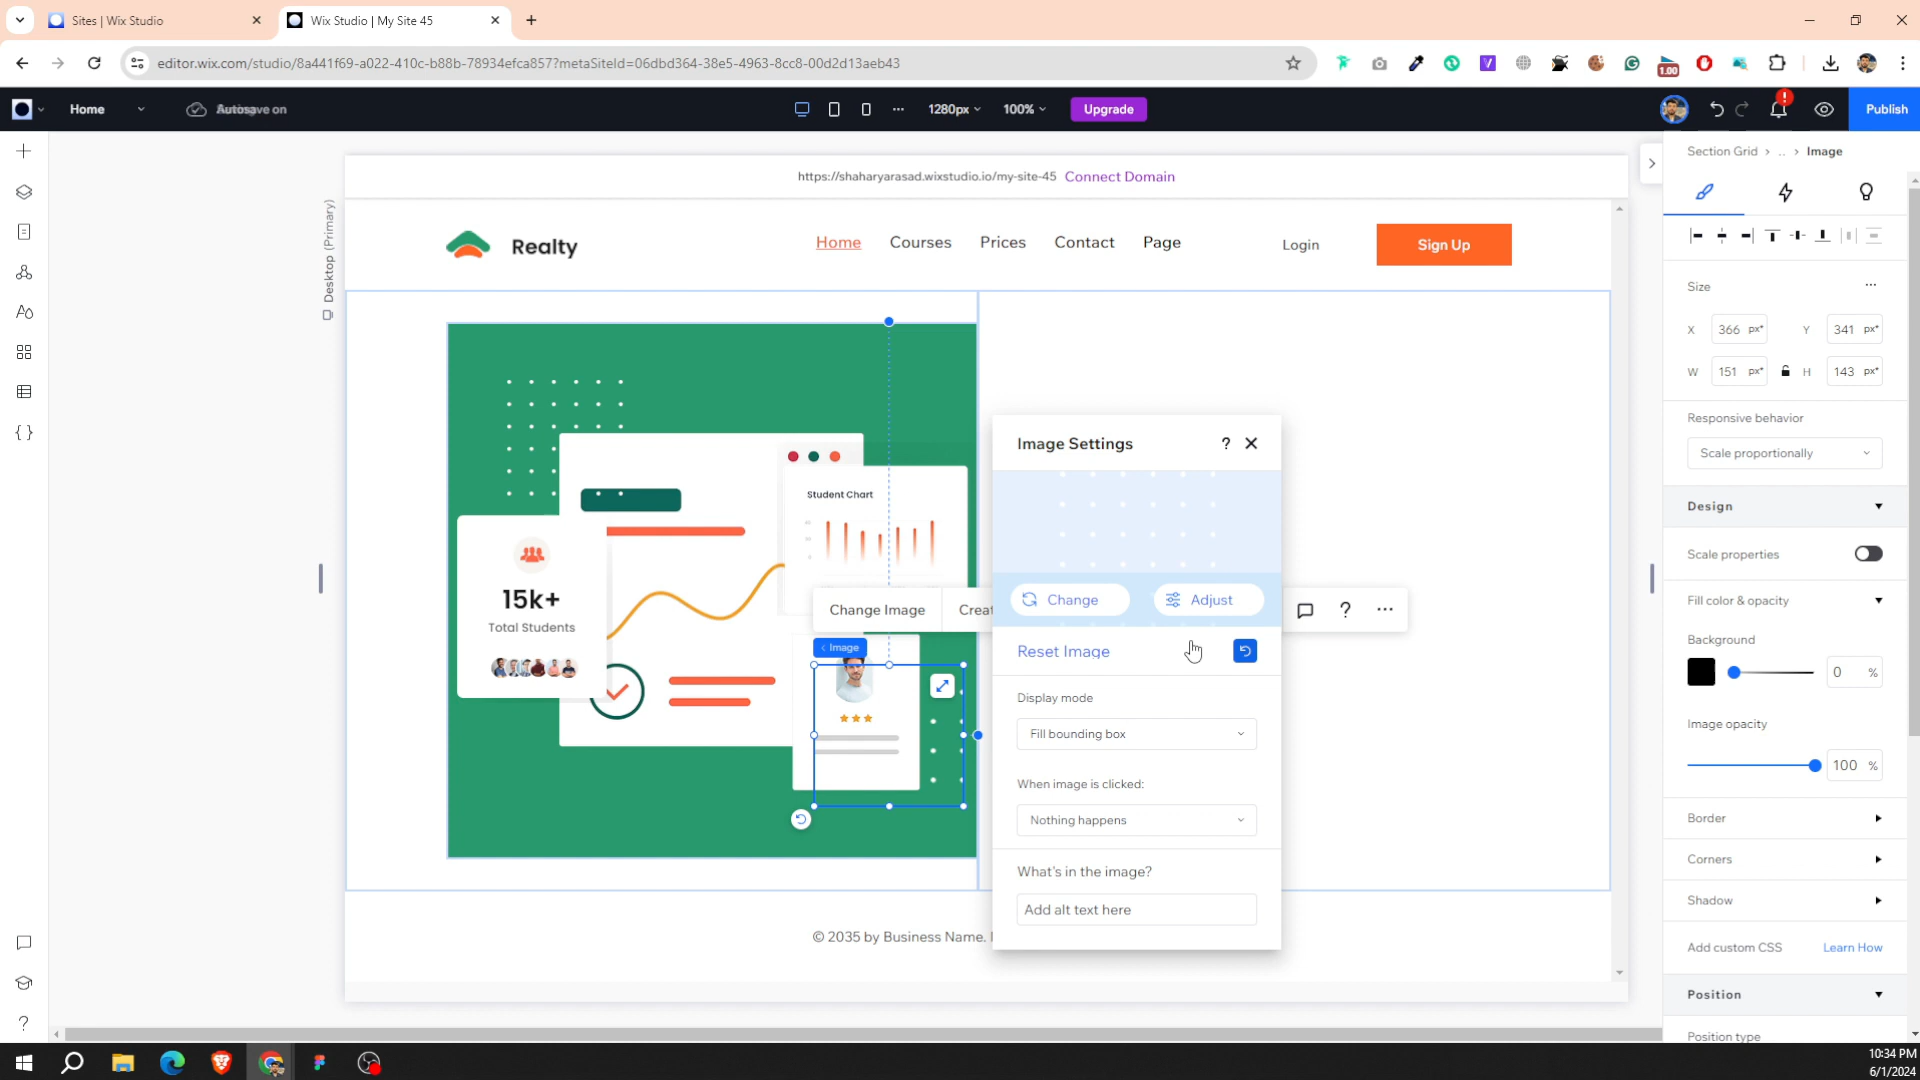 Sites | Wix Studio
Wix Studio | My Site 45
editor.wix.com/studio/8a441f69-a022-410c-b88b-78934efca857?metaSiteId=06dbd364-38e5-4963-8cc8-00d2d13aeb43
1.00
Home
1280px
100%
Upgrade
Publish
Section Grid > .. > Image
https://shaharyarasad.wixstudio.io/my-site-45 Connect Domain
Desktop (Primary)
Realty
Home
Courses
Prices
Contact
Page
Login
Sign Up
Size
X 366 px*
Y 341 px*
W 151 px*
H 143 px*
Responsive behavior
Scale proportionally
Design
Scale properties
Fill color & opacity
Background
0 %
Image opacity
100 %
Border
Corners
Shadow
Add custom CSS
Learn How
Position
Position type
Student Chart
15k+
Total Students
Change Image
Creat
< Image
Image Settings
?
Change
Adjust
?
Reset Image
Display mode
Fill bounding box
When image is clicked:
Nothing happens
What's in the image?
Add alt text here
© 2035 by Business Name.
?
10:34 PM
6/1/2024